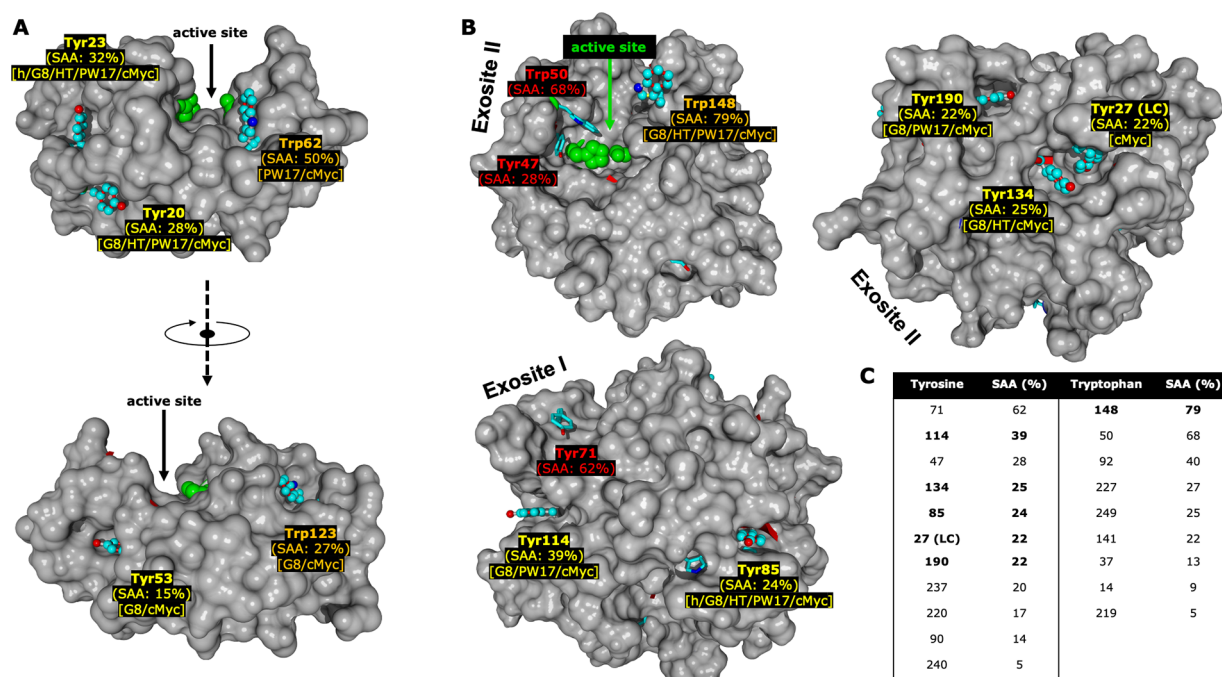 A
active site
Tyr23
(SAA: 32%)
[h/G8/HT/PW17/cMyc]
Trp62
(SAA: 50%)
[PW17/cMyc]
Tyr20
(SAA: 28%)
[G8/HT/PW17/cMyc]
active site
Trp123
(SAA: 27%)
[G8/cMyc]
Tyr53
(SAA: 15%)
[G8/cMyc]
B
active site
Exosite II
Trp50
(SAA: 68%)
Trp148
(SAA: 79%)
[G8/HT/PW17/cMyc]
Tyr47
(SAA: 28%)
Tyr190
(SAA: 22%)
[G8/PW17/cMyc]
Tyr27 (LC)
(SAA: 22%)
[cMyc]
Tyr134
(SAA: 25%)
[G8/HT/cMyc]
Exosite II
Exosite I
Tyr71
(SAA: 62%)
Tyr114
(SAA: 39%)
[G8/PW17/cMyc]
Tyr85
(SAA: 24%)
[h/G8/HT/PW17/cMyc]
C
Tyrosine SAA (%) Tryptophan SAA (%)
71 62 148 79
114 39 50 68
47 28 92 40
134 25 227 27
85 24 249 25
27 (LC) 22 141 22
190 22 37 13
237 20 14 9
220 17 219 5
90 14
240 5